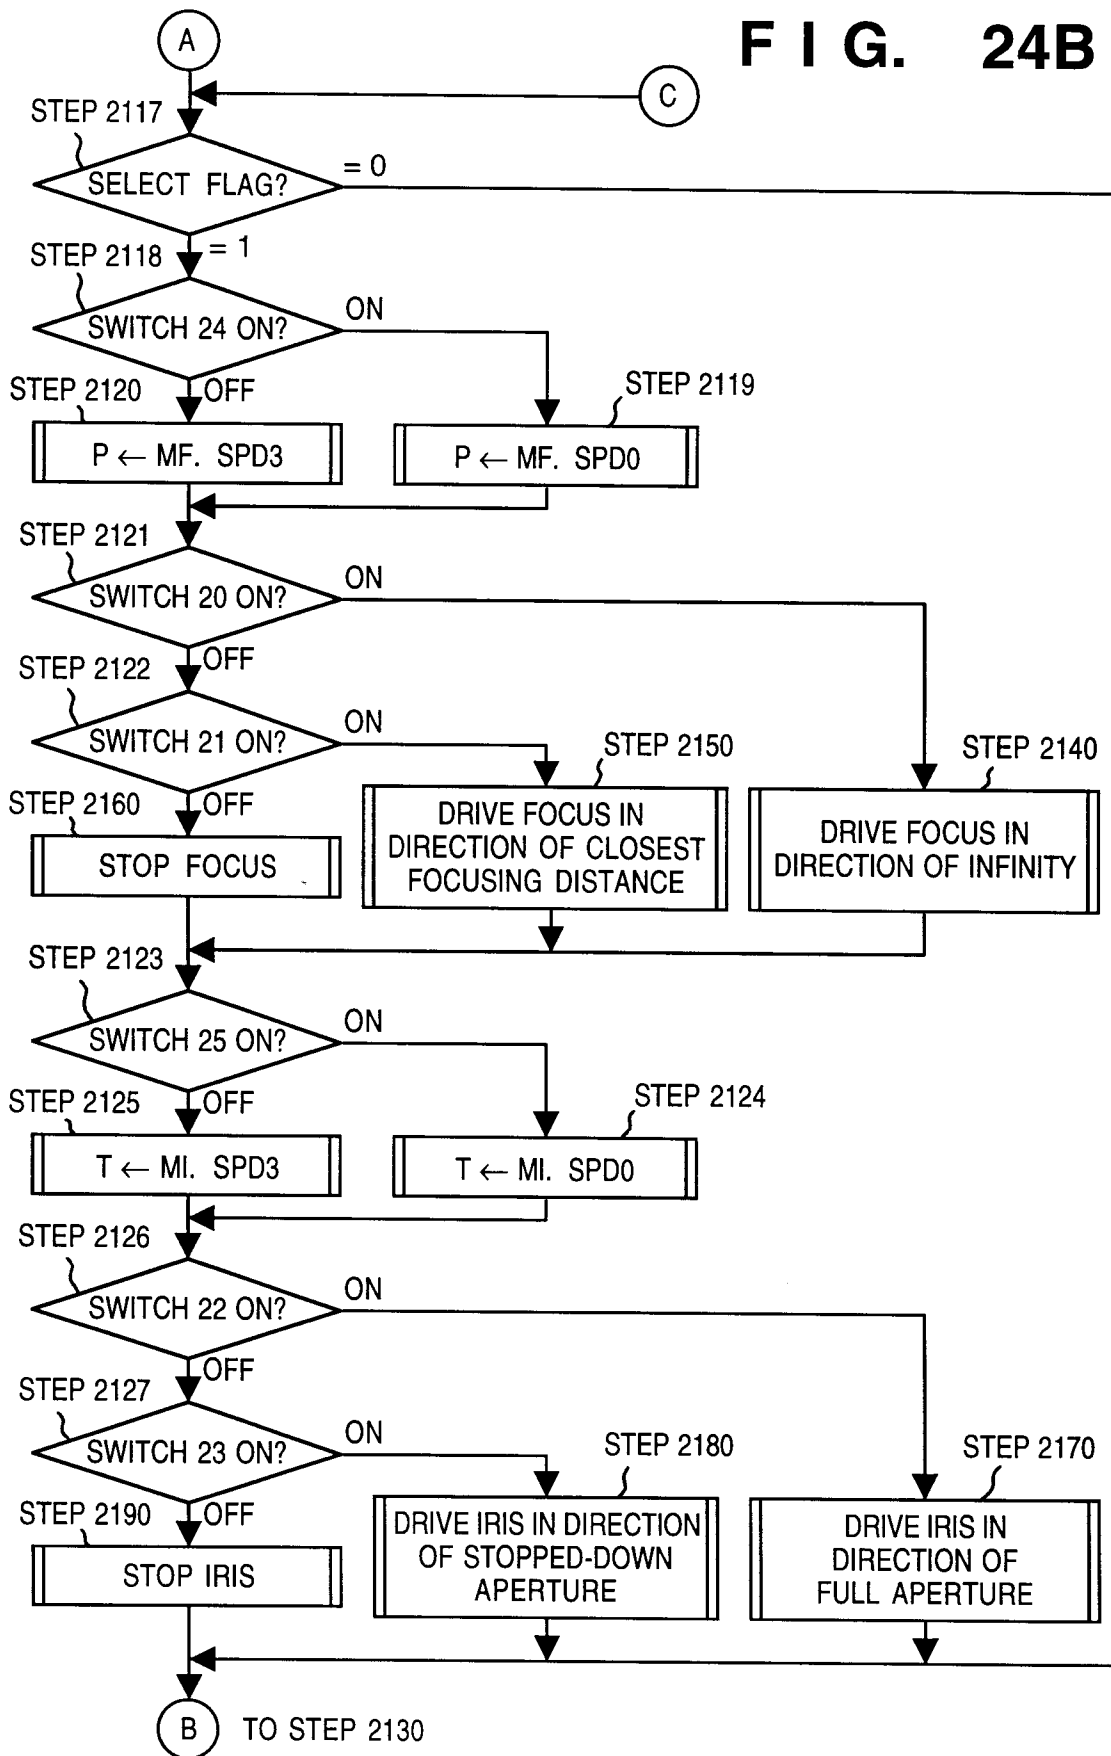 FIG. 24B
A
C
STEP 2117
SELECT FLAG?
= 0
= 1
STEP 2118
SWITCH 24 ON?
ON
OFF
STEP 2120
P ← MF. SPD3
STEP 2119
P ← MF. SPD0
STEP 2121
SWITCH 20 ON?
ON
OFF
STEP 2122
SWITCH 21 ON?
ON
OFF
STEP 2160
STOP FOCUS
STEP 2150
DRIVE FOCUS IN
DIRECTION OF CLOSEST
FOCUSING DISTANCE
STEP 2140
DRIVE FOCUS IN
DIRECTION OF INFINITY
STEP 2123
SWITCH 25 ON?
ON
OFF
STEP 2125
T ← MI. SPD3
STEP 2124
T ← MI. SPD0
STEP 2126
SWITCH 22 ON?
ON
OFF
STEP 2127
SWITCH 23 ON?
ON
OFF
STEP 2190
STOP IRIS
STEP 2180
DRIVE IRIS IN DIRECTION
OF STOPPED-DOWN
APERTURE
STEP 2170
DRIVE IRIS IN
DIRECTION OF
FULL APERTURE
B
TO STEP 2130